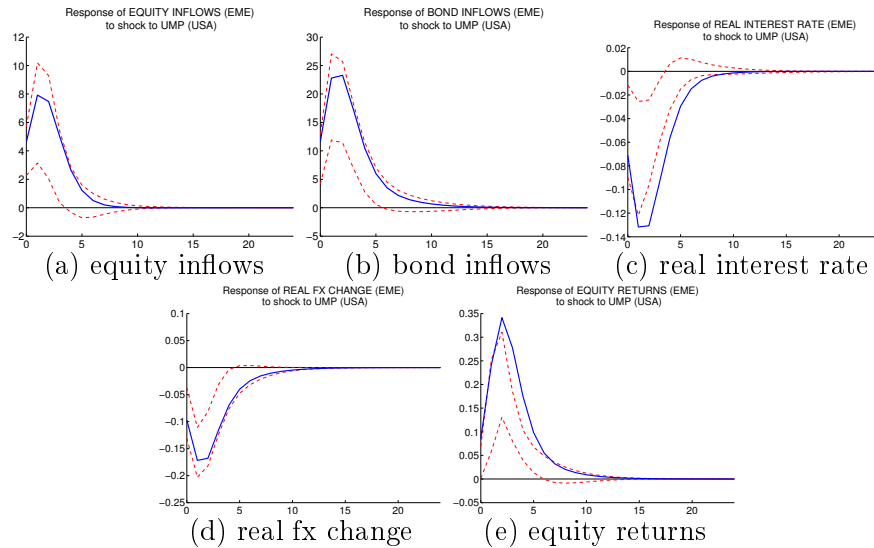 Response of EQUITY INFLOWS (EME)
to shock to UMP (USA)
12
10
8
6
4
2
0
−2
0 5 10 15 20
(a) equity inflows
Response of BOND INFLOWS (EME)
to shock to UMP (USA)
30
25
20
15
10
5
0
−5
0 5 10 15 20
(b) bond inflows
Response of REAL INTEREST RATE (EME)
to shock to UMP (USA)
0.02
0
−0.02
−0.04
−0.06
−0.08
−0.1
−0.12
−0.14
0 5 10 15 20
(c) real interest rate
Response of REAL FX CHANGE (EME)
to shock to UMP (USA)
0.1
0.05
0
−0.05
−0.1
−0.15
−0.2
−0.25
0 5 10 15 20
(d) real fx change
Response of EQUITY RETURNS (EME)
to shock to UMP (USA)
0.35
0.3
0.25
0.2
0.15
0.1
0.05
0
−0.05
0 5 10 15 20
(e) equity returns